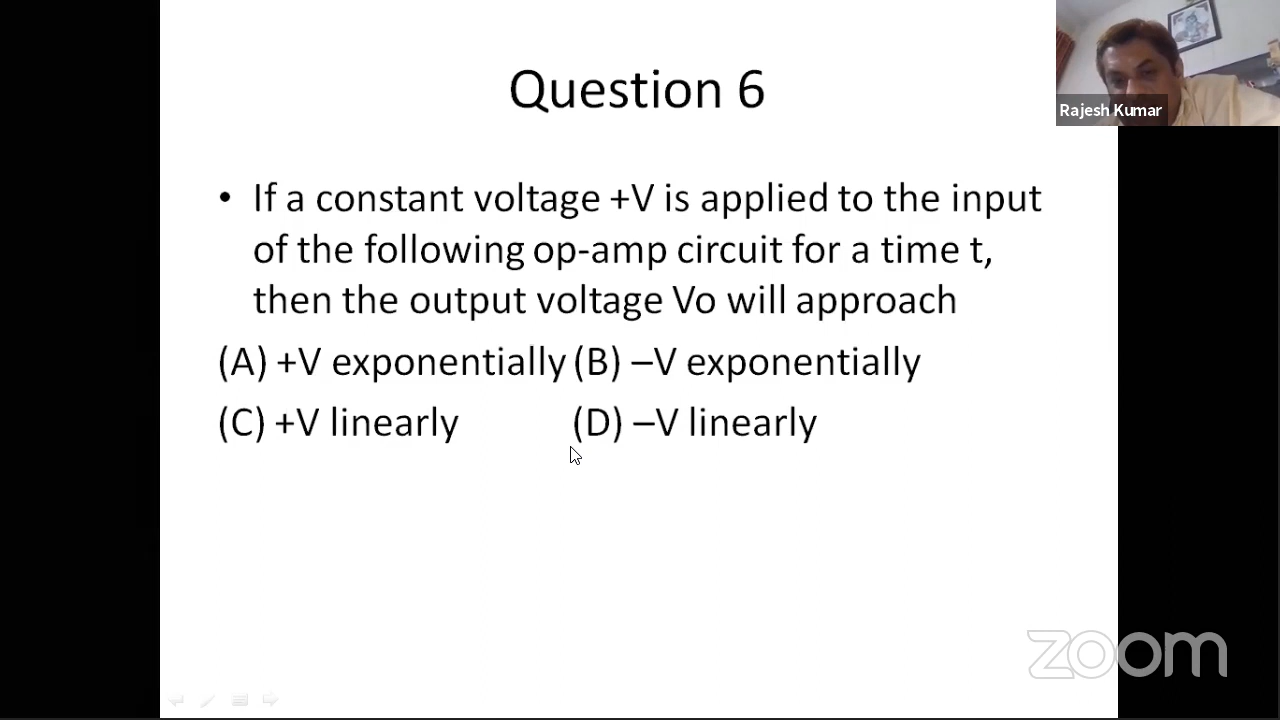 Question 6
Rajesh Kumar
• If a constant voltage +V is applied to the input
of the following op-amp circuit for a time t,
then the output voltage Vo will approach
(A) +V exponentially (B) –V exponentially
(C) +V linearly (D) –V linearly
zoom